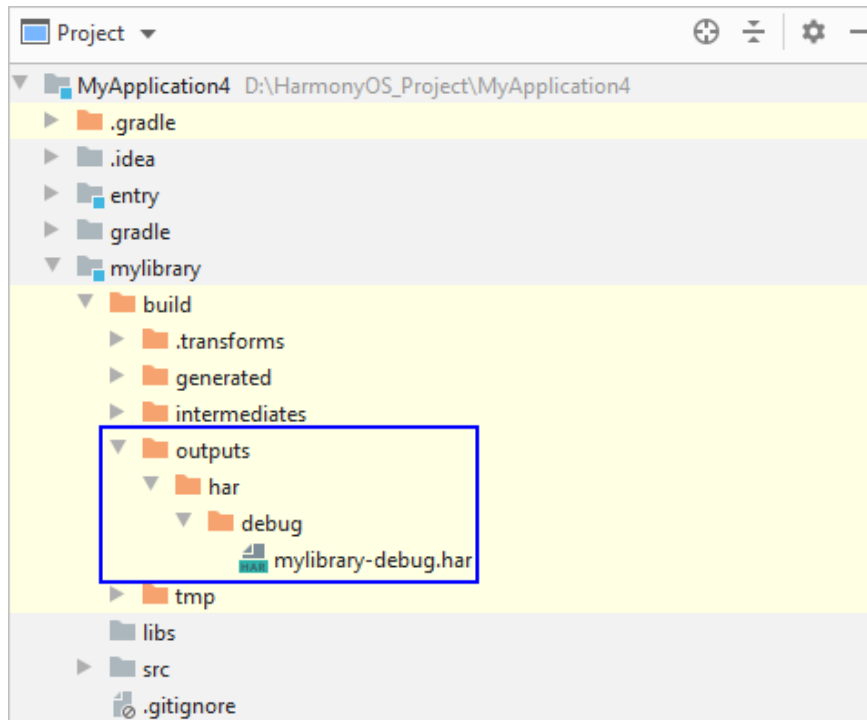 Project
MyApplication4 D:\HarmonyOS_Project\MyApplication4
.gradle
.idea
entry
gradle
mylibrary
build
.transforms
generated
intermediates
outputs
har
debug
HAR mylibrary-debug.har
tmp
libs
src
.gitignore